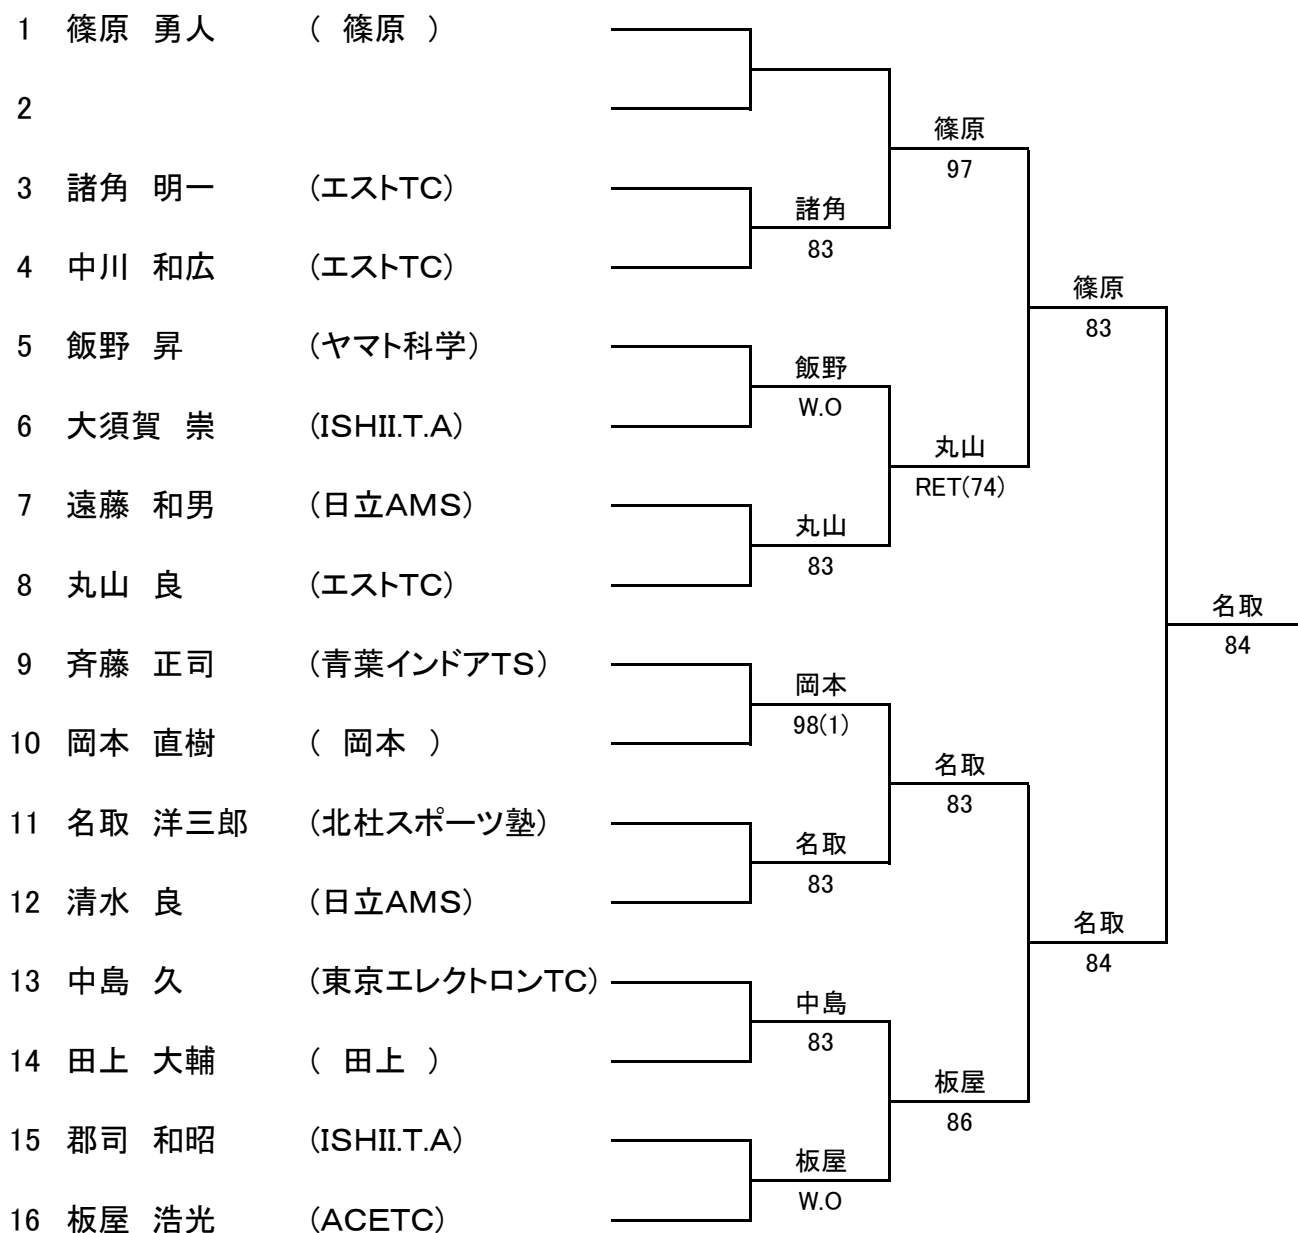 1 篠原 勇人 ( 篠原 )
2
篠原
97
3 諸角 明一 (エストTC)
諸角
83
4 中川 和広 (エストTC)
篠原
83
5 飯野 昇 (ヤマト科学)
飯野
W.O
6 大須賀 崇 (ISHII.T.A)
丸山
RET(74)
7 遠藤 和男 (日立AMS)
丸山
83
8 丸山 良 (エストTC)
名取
84
9 斉藤 正司 (青葉インドアTS)
岡本
98(1)
10 岡本 直樹 ( 岡本 )
名取
83
11 名取 洋三郎 (北杜スポーツ塾)
名取
83
12 清水 良 (日立AMS)
名取
84
13 中島 久 (東京エレクトロンTC)
中島
83
14 田上 大輔 ( 田上 )
板屋
86
15 郡司 和昭 (ISHII.T.A)
板屋
W.O
16 板屋 浩光 (ACETC)